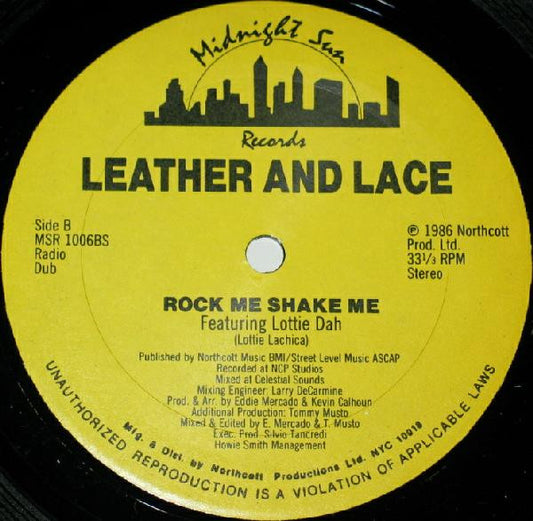 Midnight Sun
Records
LEATHER AND LACE
Side B
MSR 1006BS
Radio
Dub
℗ 1986 Northcott
Prod. Ltd.
33⅓ RPM
Stereo
ROCK ME SHAKE ME
Featuring Lottie Dah
(Lottie Lachica)
Published by Northcott Music BMI/Street Level Music ASCAP
Recorded at NCP Studios
Mixed at Celestial Sounds
Mixing Engineer: Larry DeCarmine
Prod. & Arr. by Eddie Mercado & Kevin Calhoun
Additional Production: Tommy Musto
Mixed & Edited by E. Mercado & T. Musto
Exec. Prod. Silvio Tancredi
Howie Smith Management
Mfg. & Dist. by Northcott Productions Ltd. NYC 10019
UNAUTHORIZED REPRODUCTION IS A VIOLATION OF APPLICABLE LAWS